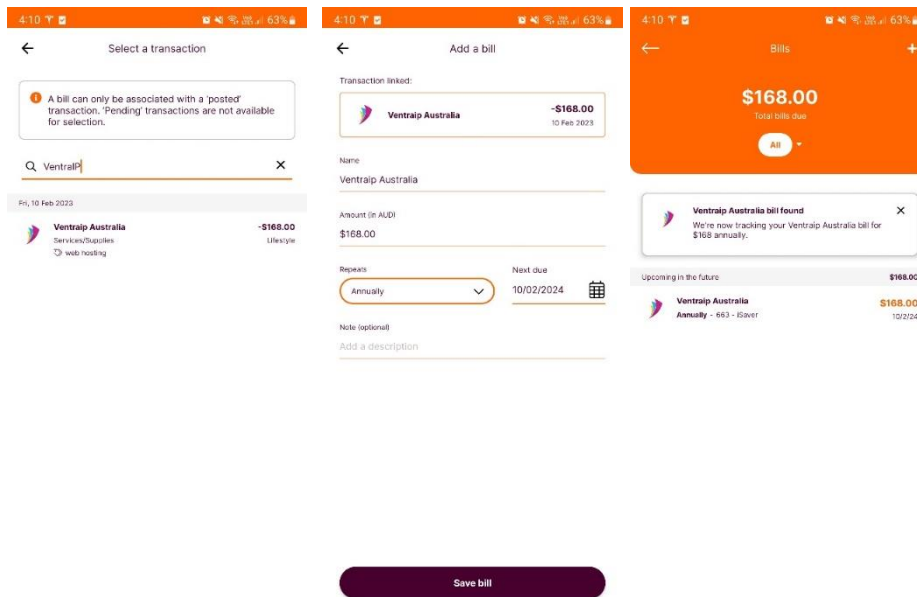 4:10
63%
Select a transaction
A bill can only be associated with a 'posted'
transaction. 'Pending' transactions are not available
for selection.
VentraIP
Fri, 10 Feb 2023
Ventraip Australia -$168.00
Services/Supplies Lifestyle
web hosting
4:10
63%
Add a bill
Transaction linked:
Ventraip Australia -$168.00
10 Feb 2023
Name
Ventraip Australia
Amount (in AUD)
$168.00
Repeats Next due
Annually 10/02/2024
Note (optional)
Add a description
Save bill
4:10
63%
Bills
$168.00
Total bills due
All
Ventraip Australia bill found
We're now tracking your Ventraip Australia bill for
$168 annually.
Upcoming in the future $168.00
Ventraip Australia $168.00
Annually - 663 - iSaver 10/2/24